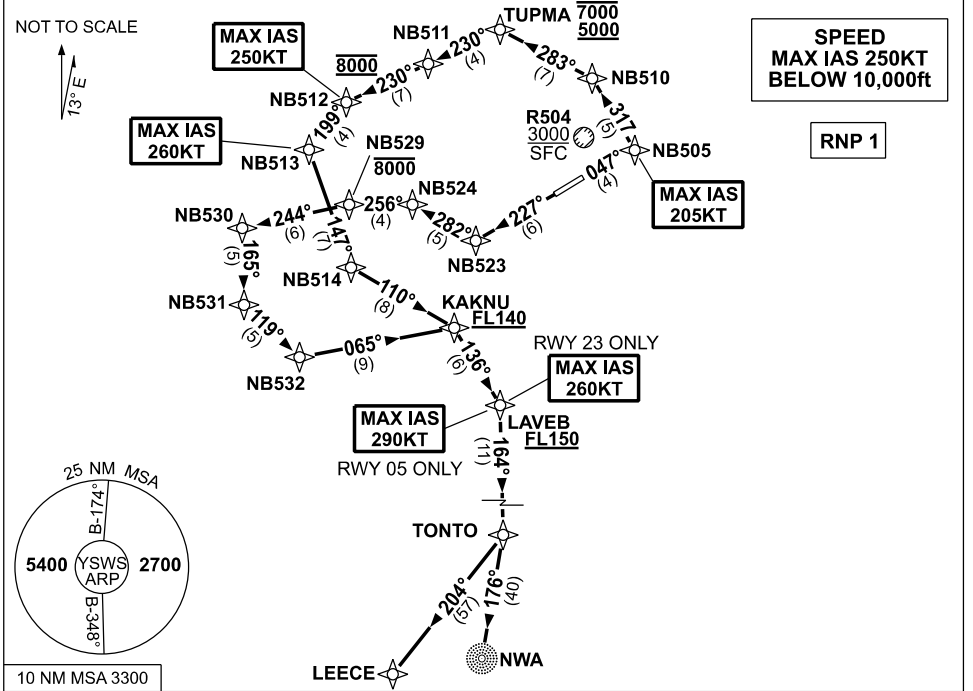 NOT TO SCALE
13° E
MAX IAS
250KT
NB511
TUPMA
7000
5000
SPEED
MAX IAS 250KT
BELOW 10,000ft
RNP 1
230°
(4)
283°
(7)
NB510
8000
230°
(7)
NB512
317
(5)
R504
3000
SFC
NB505
199°
(4)
MAX IAS
260KT
NB513
NB529
8000
NB524
047°
(4)
MAX IAS
205KT
NB530
244°
(6)
256°
(4)
282°
(5)
227°
(6)
NB523
147°
(7)
165°
(5)
NB514
110°
(8)
NB531
119°
(5)
KAKNU
FL140
NB532
065°
(9)
136°
(6)
RWY 23 ONLY
MAX IAS
260KT
MAX IAS
290KT
RWY 05 ONLY
LAVEB
FL150
164°
(11)
TONTO
204°
(57)
176°
(40)
LEECE
NWA
25 NM MSA
B-174°
5400
YSWS
ARP
2700
B-348°
10 NM MSA 3300